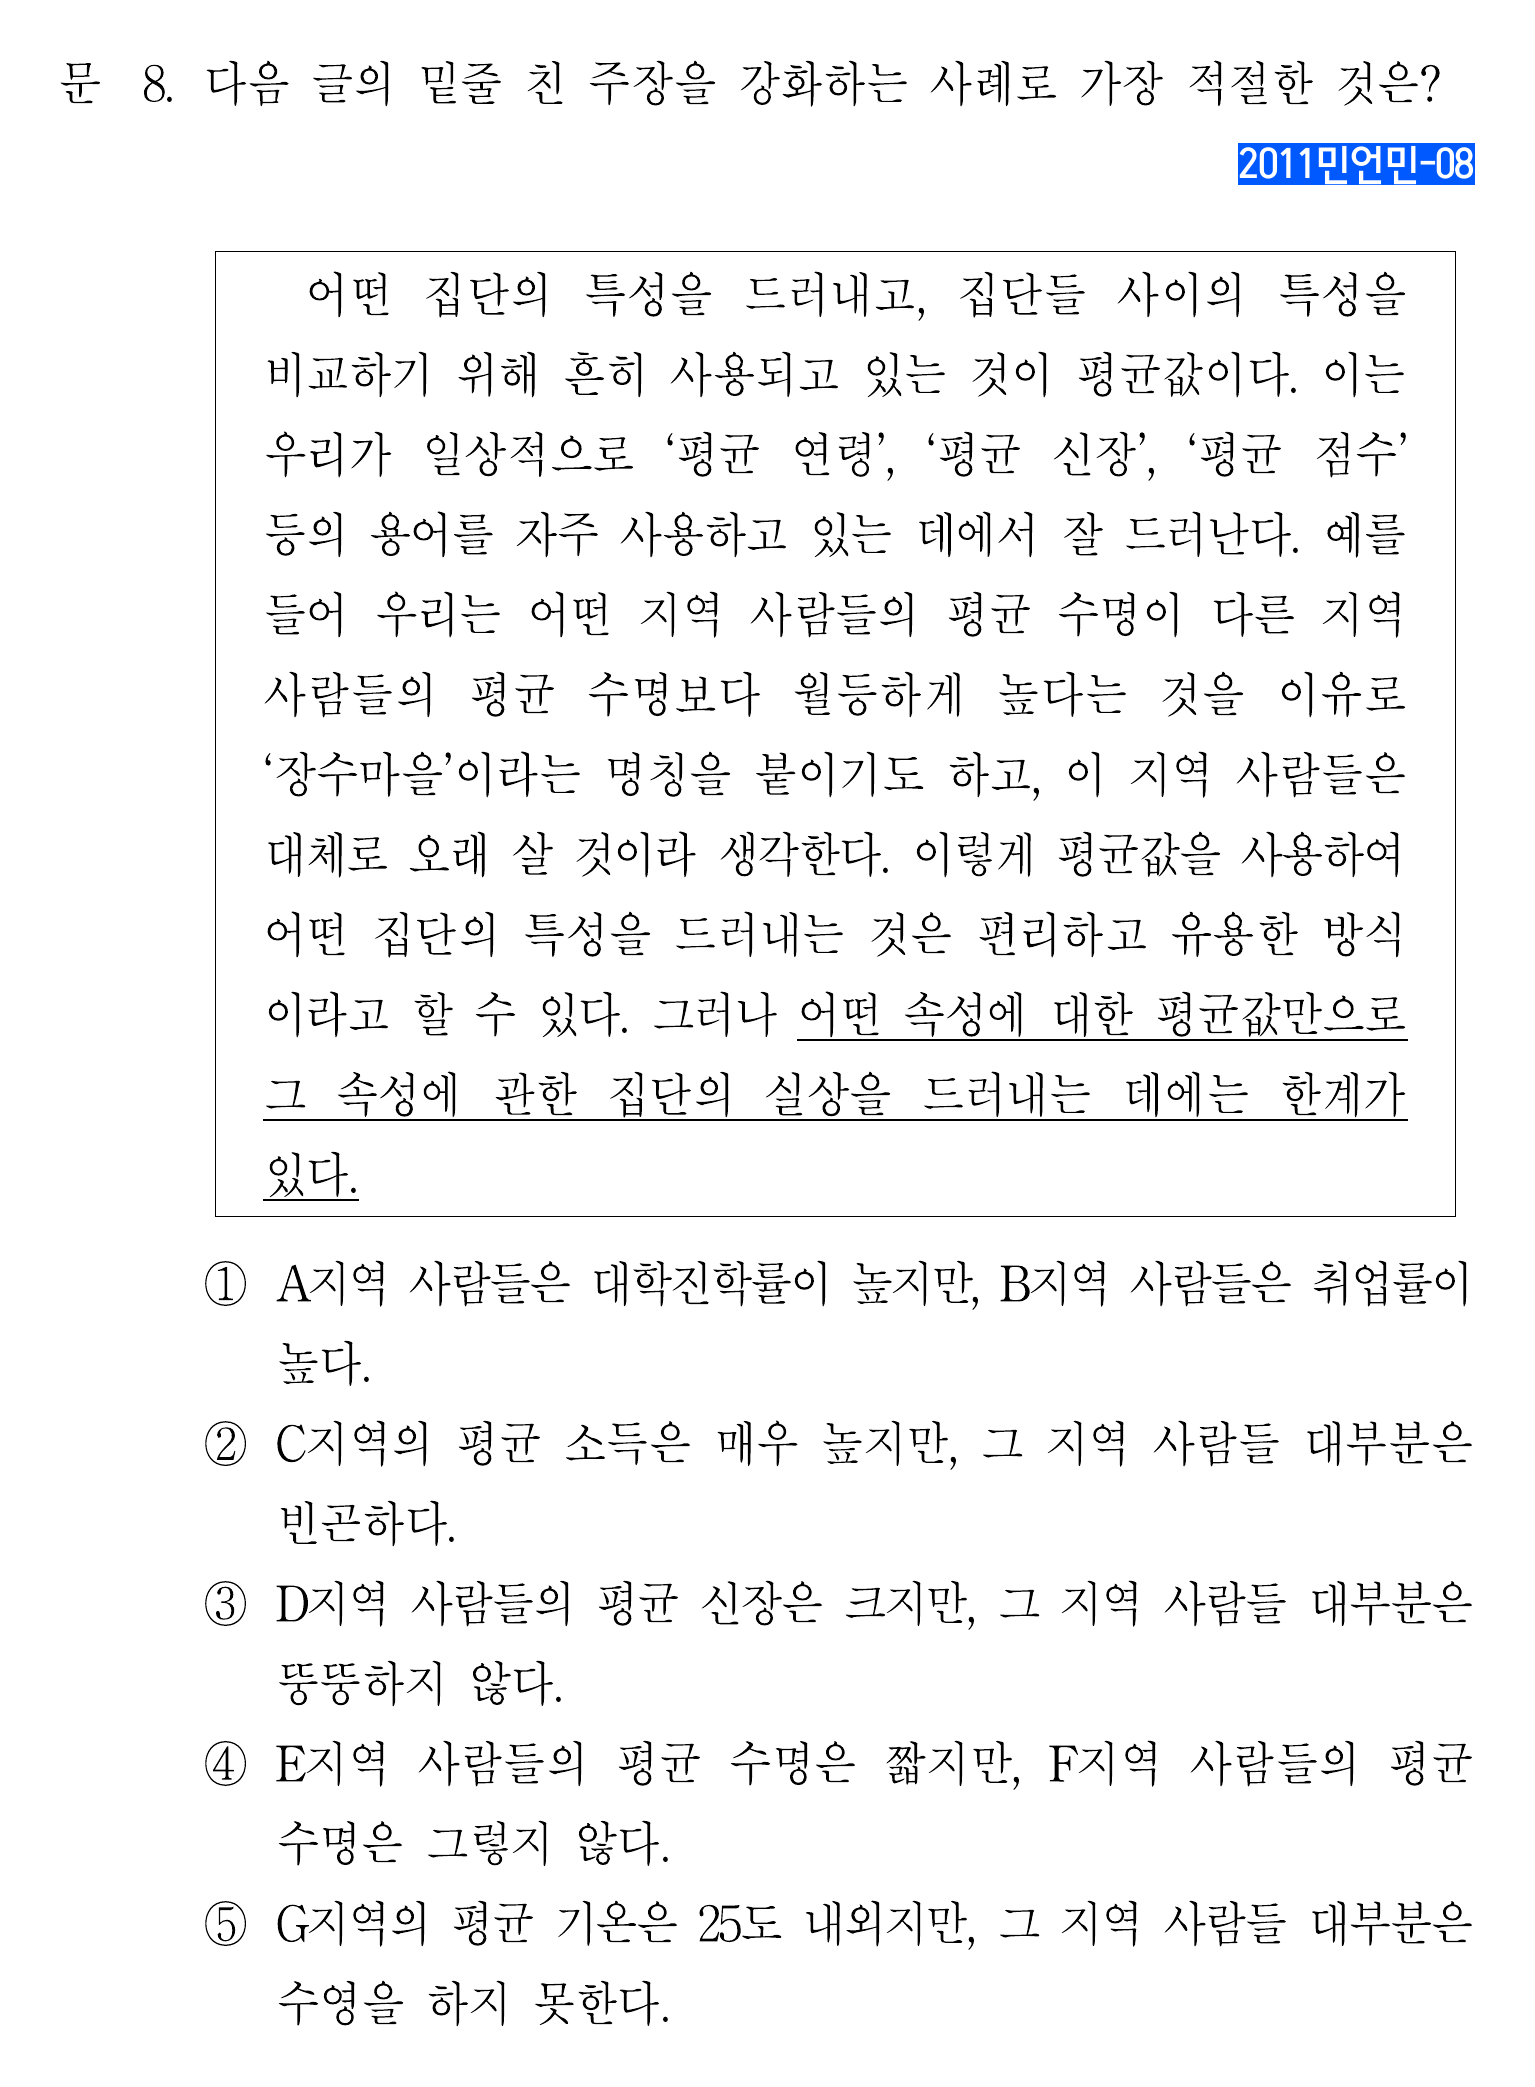 문 8. 다음 글의 밑줄 친 주장을 강화하는 사례로 가장 적절한 것은?
2011민언민-08
어떤 집단의 특성을 드러내고, 집단들 사이의 특성을
비교하기 위해 흔히 사용되고 있는 것이 평균값이다. 이는
우리가 일상적으로 ‘평균 연령’, ‘평균 신장’, ‘평균 점수’
등의 용어를 자주 사용하고 있는 데에서 잘 드러난다. 예를
들어 우리는 어떤 지역 사람들의 평균 수명이 다른 지역
사람들의 평균 수명보다 월등하게 높다는 것을 이유로
‘장수마을’이라는 명칭을 붙이기도 하고, 이 지역 사람들은
대체로 오래 살 것이라 생각한다. 이렇게 평균값을 사용하여
어떤 집단의 특성을 드러내는 것은 편리하고 유용한 방식
이라고 할 수 있다. 그러나 어떤 속성에 대한 평균값만으로
그 속성에 관한 집단의 실상을 드러내는 데에는 한계가
있다.
① A지역 사람들은 대학진학률이 높지만, B지역 사람들은 취업률이
높다.
② C지역의 평균 소득은 매우 높지만, 그 지역 사람들 대부분은
빈곤하다.
③ D지역 사람들의 평균 신장은 크지만, 그 지역 사람들 대부분은
뚱뚱하지 않다.
④ E지역 사람들의 평균 수명은 짧지만, F지역 사람들의 평균
수명은 그렇지 않다.
⑤ G지역의 평균 기온은 25도 내외지만, 그 지역 사람들 대부분은
수영을 하지 못한다.